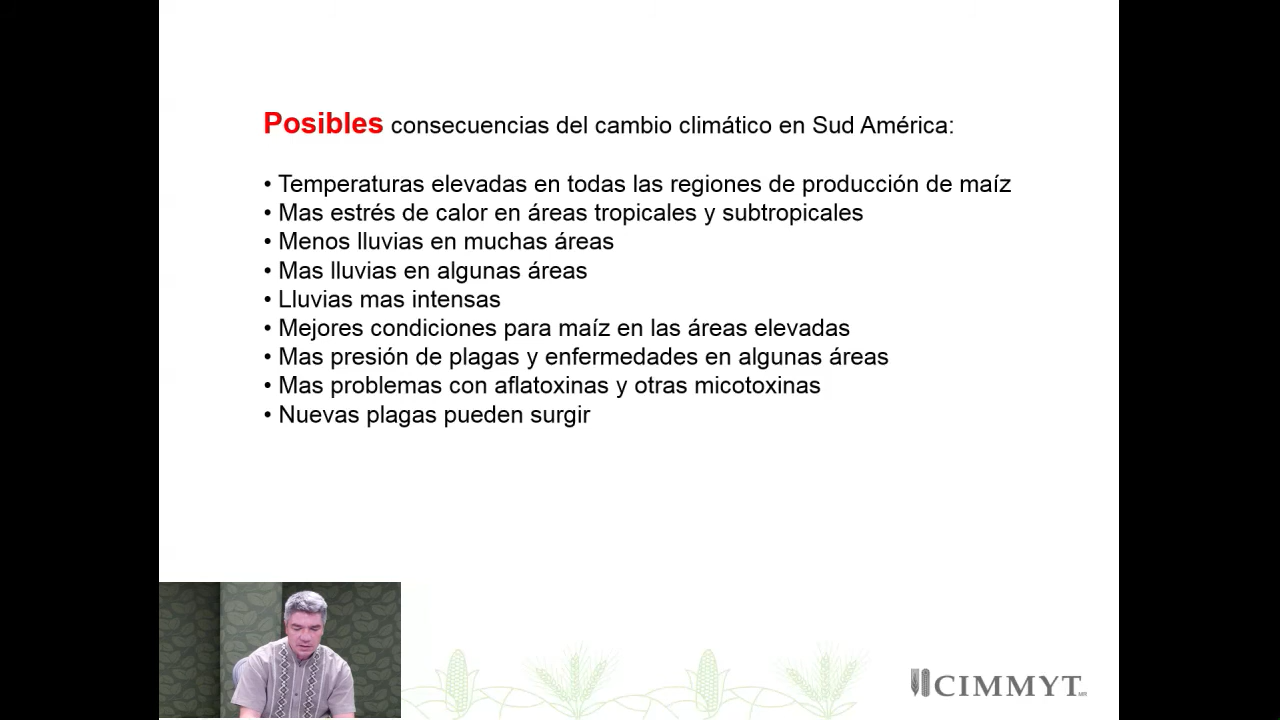 Posibles consecuencias del cambio climático en Sud América:
• Temperaturas elevadas en todas las regiones de producción de maíz
• Mas estrés de calor en áreas tropicales y subtropicales
• Menos lluvias en muchas áreas
• Mas lluvias en algunas áreas
• Lluvias mas intensas
• Mejores condiciones para maíz en las áreas elevadas
• Mas presión de plagas y enfermedades en algunas áreas
• Mas problemas con aflatoxinas y otras micotoxinas
• Nuevas plagas pueden surgir
CIMMYT. MR